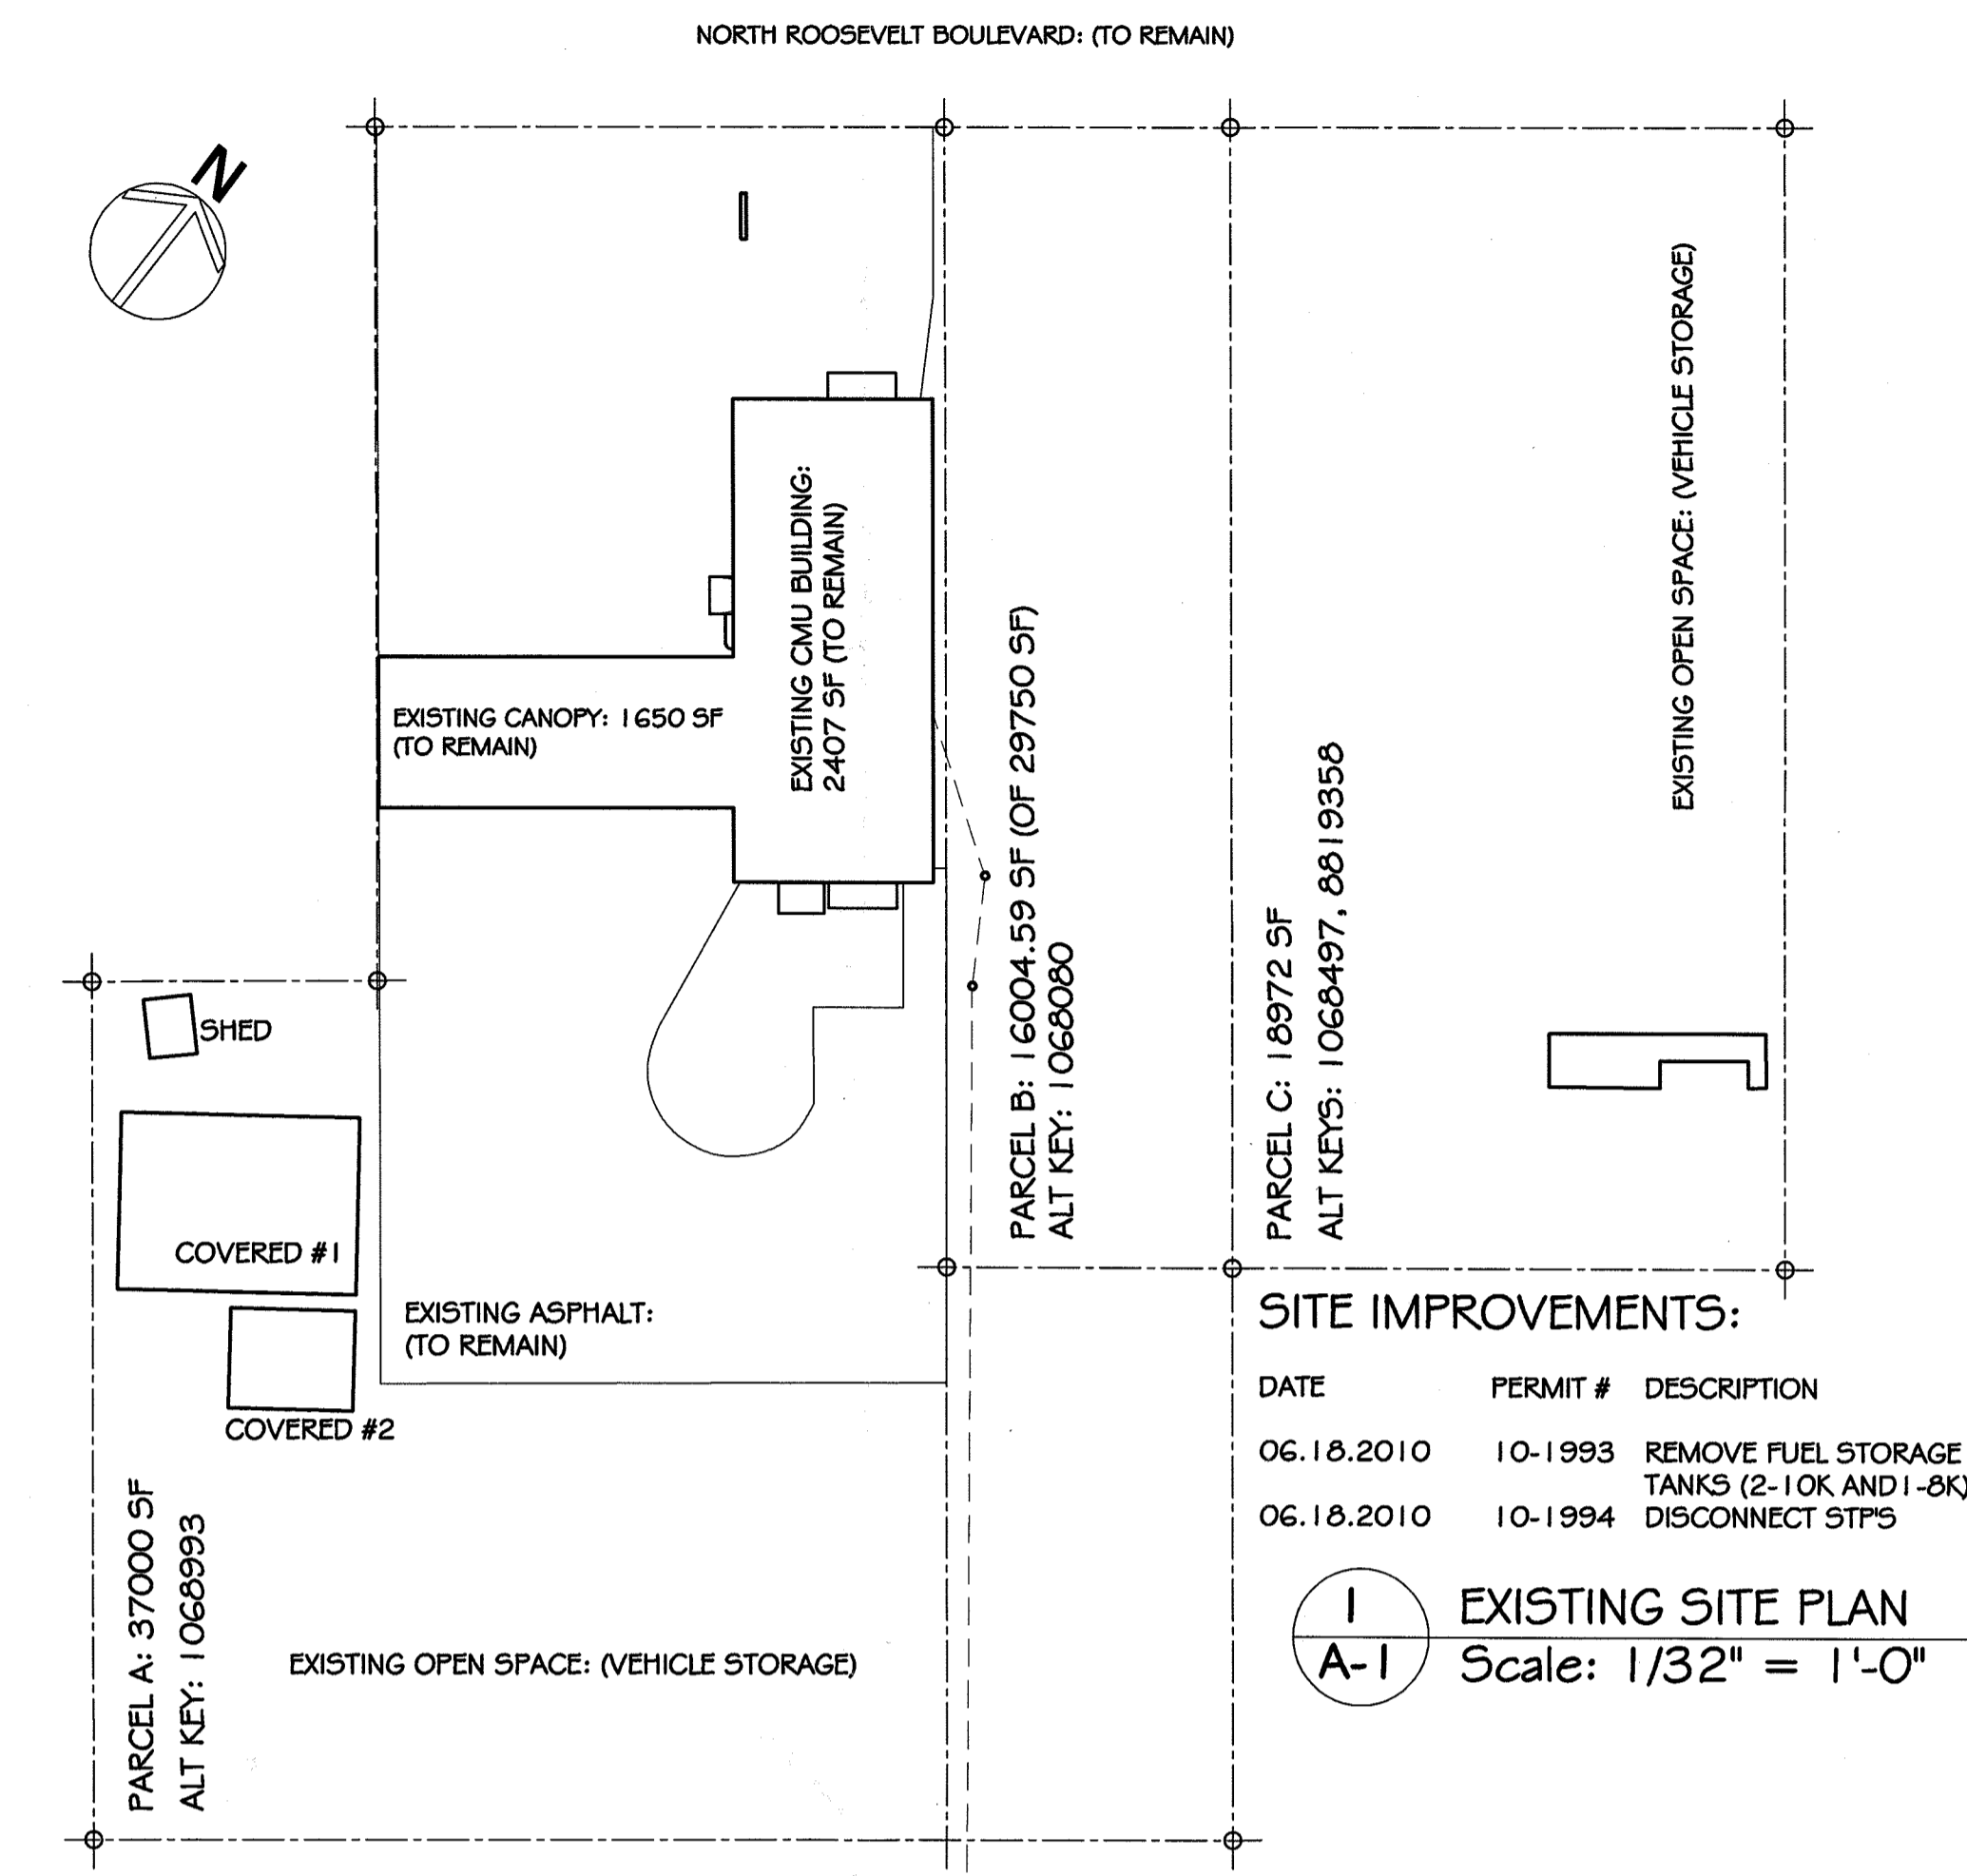 NORTH ROOSEVELT BOULEVARD: (TO REMAIN)
N
EXISTING CMU BUILDING:
2407 SF (TO REMAIN)
EXISTING CANOPY: 1650 SF
(TO REMAIN)
EXISTING OPEN SPACE: (VEHICLE STORAGE)
PARCEL B: 16004.59 SF (OF 29750 SF)
ALT KEY: 1068080
PARCEL C: 18972 SF
ALT KEYS: 1068497, 8819358
SHED
COVERED #1
COVERED #2
EXISTING ASPHALT:
(TO REMAIN)
PARCEL A: 37000 SF
ALT KEY: 1068993
EXISTING OPEN SPACE: (VEHICLE STORAGE)
SITE IMPROVEMENTS:
DATE PERMIT # DESCRIPTION
06.18.2010 10-1993 REMOVE FUEL STORAGE
TANKS (2-10K AND 1-8K)
06.18.2010 10-1994 DISCONNECT STP'S
1
A-1
EXISTING SITE PLAN
Scale: 1/32" = 1'-0"